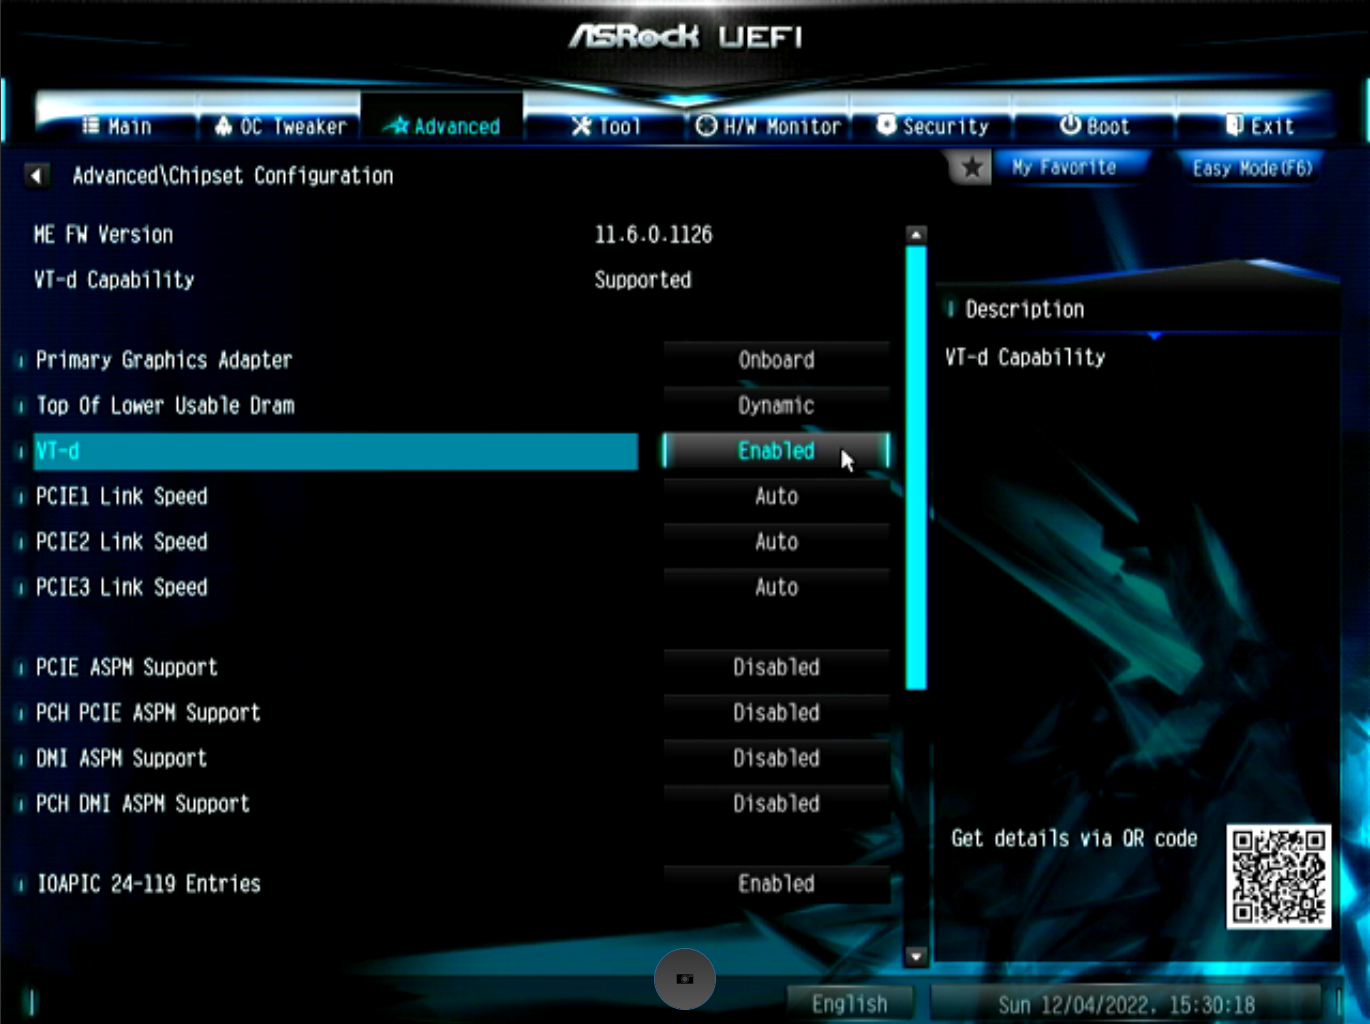 ASRock UEFI
Main OC Tweaker Advanced Tool H/W Monitor Security Boot Exit
Advanced\Chipset Configuration
My Favorite Easy Mode(F6)
ME FW Version 11.6.0.1126
VT-d Capability Supported
Primary Graphics Adapter Onboard
Top Of Lower Usable Dram Dynamic
VT-d Enabled
PCIE1 Link Speed Auto
PCIE2 Link Speed Auto
PCIE3 Link Speed Auto
PCIE ASPM Support Disabled
PCH PCIE ASPM Support Disabled
DMI ASPM Support Disabled
PCH DMI ASPM Support Disabled
IOAPIC 24-119 Entries Enabled
Description
VT-d Capability
Get details via QR code
English
Sun 12/04/2022. 15:30:18